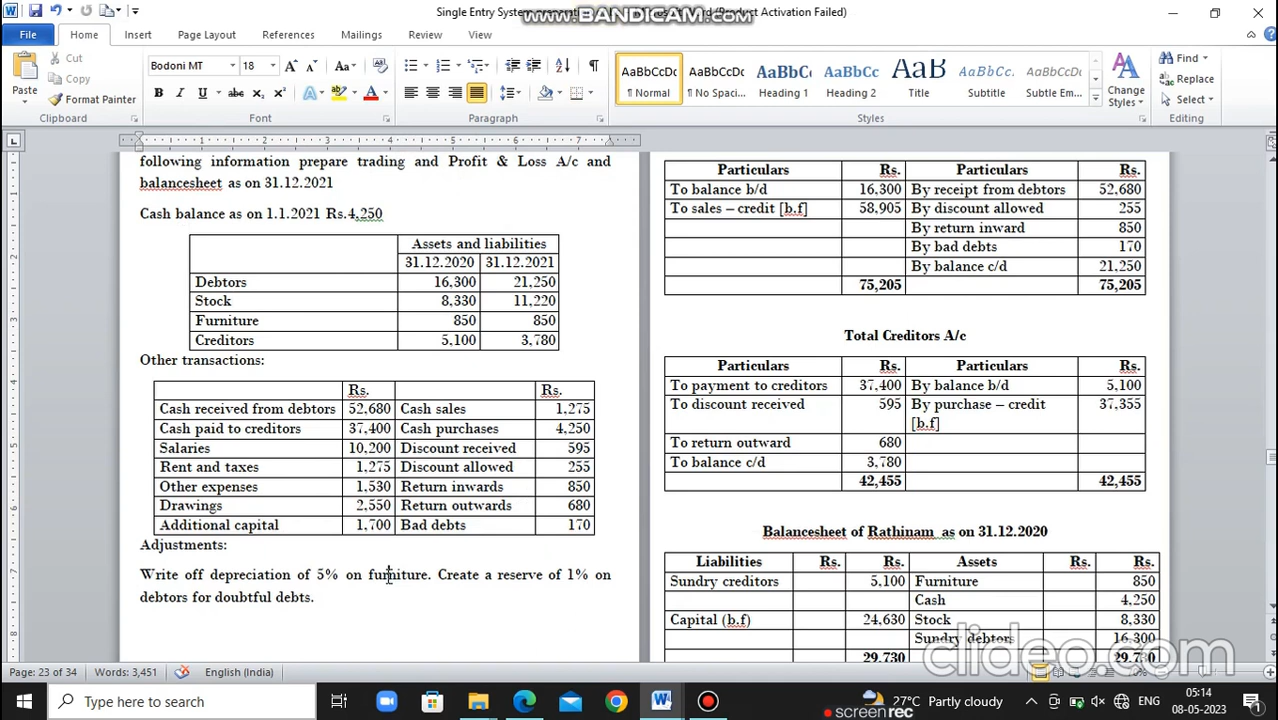 Single Entry System
(Product Activation Failed)
www.BANDICAM.com
File Home Insert Page Layout References Mailings Review View
Paste
Cut
Copy
Format Painter
Clipboard
Bodoni MT 18
Font
Paragraph
AaBbCcDc AaBbCcDc AaBbC AaBbCc AaB AaBbCc. AaBbCcDc
¶ Normal ¶ No Spaci... Heading 1 Heading 2 Title Subtitle Subtle Em...
Change Styles
Styles
Find
Replace
Select
Editing
following information prepare trading and Profit & Loss A/c and
balancesheet as on 31.12.2021
Cash balance as on 1.1.2021 Rs.4,250
Assets and liabilities
31.12.2020 31.12.2021
Debtors 16,300 21,250
Stock 8,330 11,220
Furniture 850 850
Creditors 5,100 3,780
Other transactions:
Rs. Rs.
Cash received from debtors 52,680 Cash sales 1,275
Cash paid to creditors 37,400 Cash purchases 4,250
Salaries 10,200 Discount received 595
Rent and taxes 1,275 Discount allowed 255
Other expenses 1,530 Return inwards 850
Drawings 2,550 Return outwards 680
Additional capital 1,700 Bad debts 170
Adjustments:
Write off depreciation of 5% on furniture. Create a reserve of 1% on
debtors for doubtful debts.
Particulars Rs. Particulars Rs.
To balance b/d 16,300 By receipt from debtors 52,680
To sales – credit [b.f] 58,905 By discount allowed 255
By return inward 850
By bad debts 170
By balance c/d 21,250
75,205 75,205
Total Creditors A/c
Particulars Rs. Particulars Rs.
To payment to creditors 37,400 By balance b/d 5,100
To discount received 595 By purchase – credit 37,355
[b.f]
To return outward 680
To balance c/d 3,780
42,455 42,455
Balancesheet of Rathinam as on 31.12.2020
Liabilities Rs. Rs. Assets Rs. Rs.
Sundry creditors 5,100 Furniture 850
Cash 4,250
Capital (b.f) 24,630 Stock 8,330
Sundry debtors 16,300
29,730 29,730
clideo.com
Page: 23 of 34 Words: 3,451 English (India)
Type here to search
27°C Partly cloudy
ENG
05:14
08-05-2023
SCREEN REC